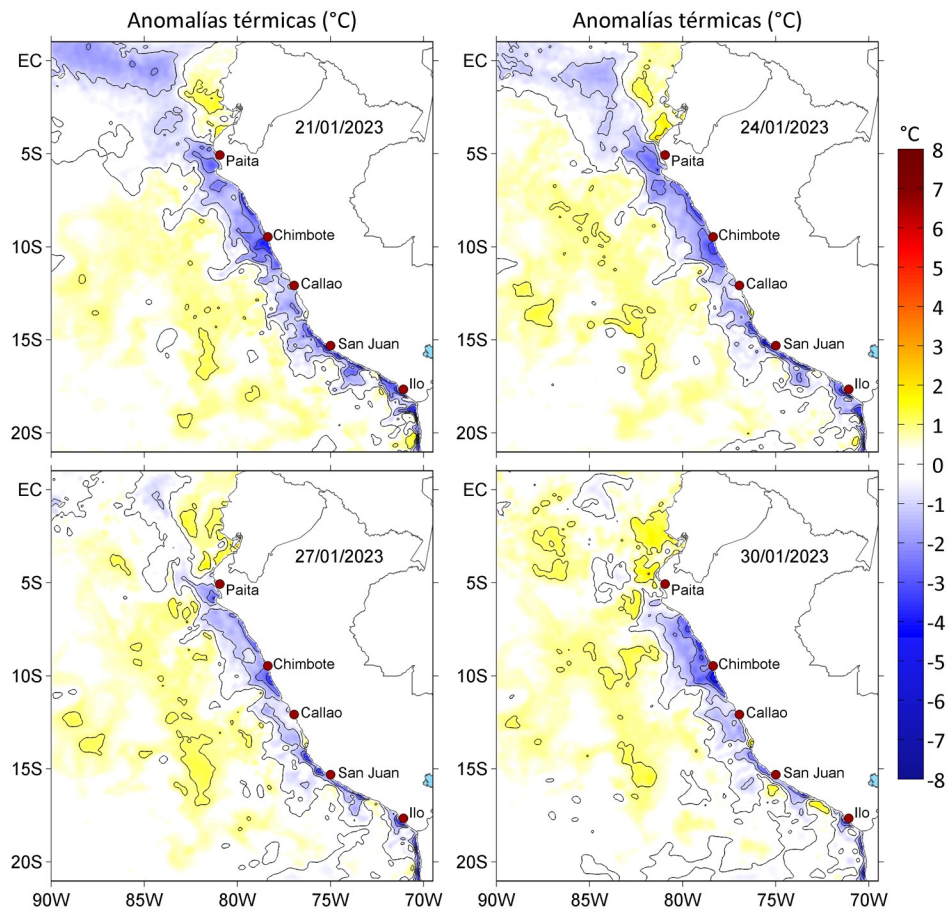 Anomalías térmicas (°C)
Anomalías térmicas (°C)
EC
5S
10S
15S
20S
21/01/2023
Paita
Chimbote
Callao
San Juan
Ilo
EC
5S
10S
15S
20S
24/01/2023
Paita
Chimbote
Callao
San Juan
Ilo
EC
5S
10S
15S
20S
27/01/2023
Paita
Chimbote
Callao
San Juan
Ilo
90W 85W 80W 75W 70W
EC
5S
10S
15S
20S
30/01/2023
Paita
Chimbote
Callao
San Juan
Ilo
90W 85W 80W 75W 70W
°C
8
7
6
5
4
3
2
1
0
-1
-2
-3
-4
-5
-6
-7
-8